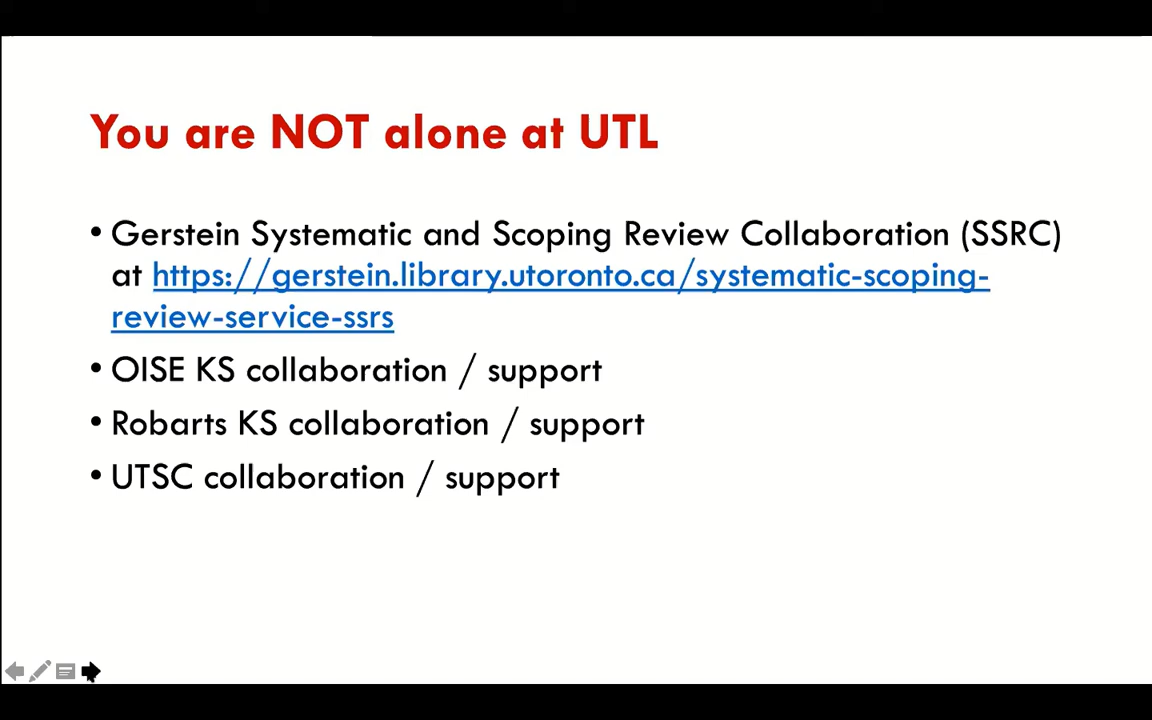 You are NOT alone at UTL
• Gerstein Systematic and Scoping Review Collaboration (SSRC)
at https://gerstein.library.utoronto.ca/systematic-scoping-
review-service-ssrs
• OISE KS collaboration / support
• Robarts KS collaboration / support
• UTSC collaboration / support